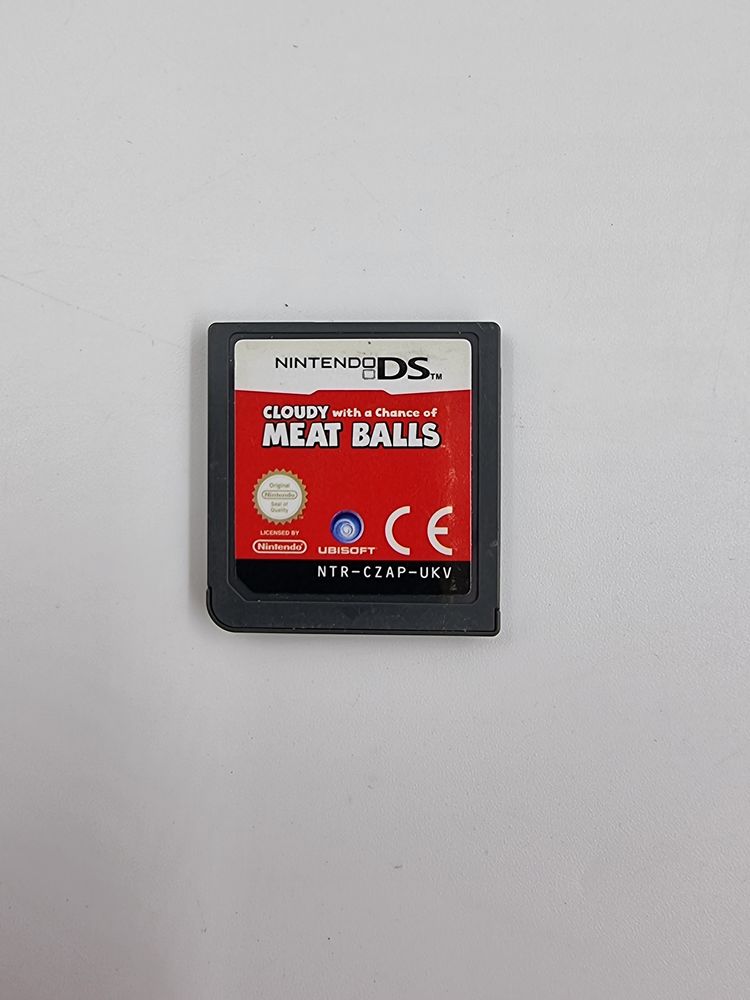 NINTENDO DS™
CLOUDY with a Chance of
MEAT BALLS
Original
Nintendo
Seal of
Quality
LICENSED BY
Nintendo
UBISOFT
CE
NTR-CZAP-UKV